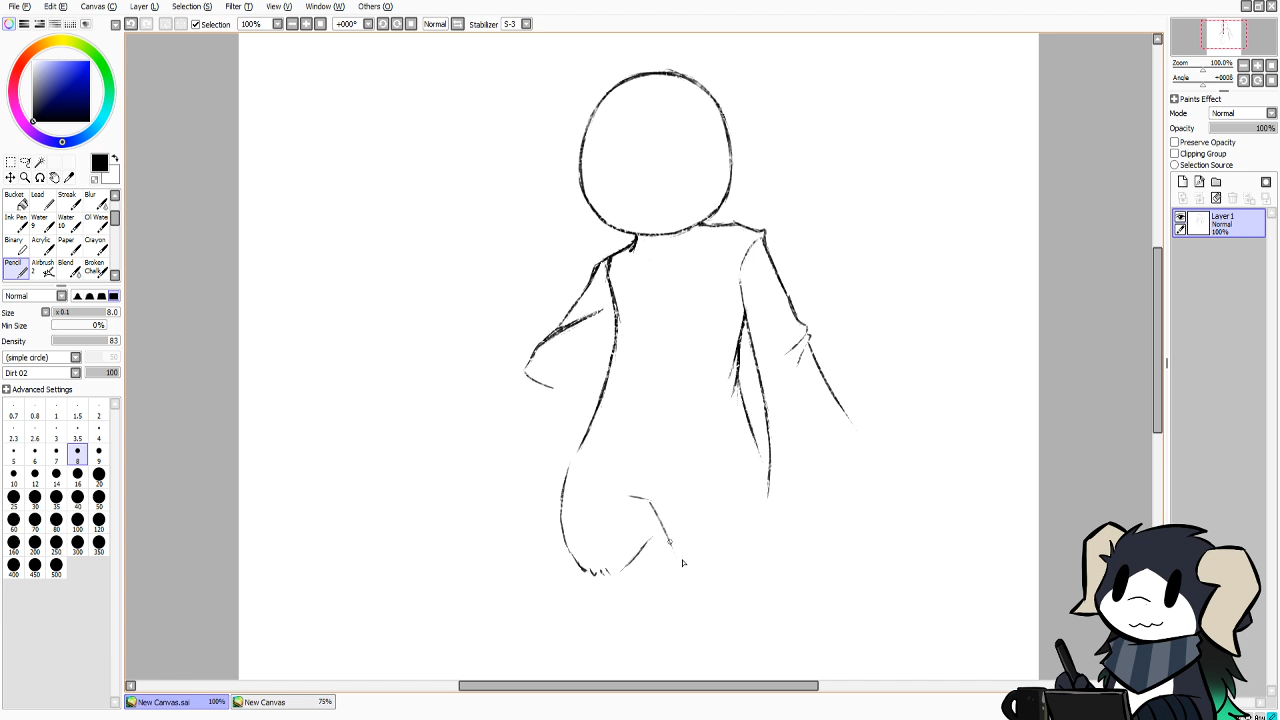 File (F) Edit (E) Canvas (C) Layer (L) Selection (S) Filter (T) View (V) Window (W) Others (O)
Selection 100% +000° Normal Stabilizer S-3
Zoom 100.0%
Angle +000θ
Paints Effect
Mode Normal
Opacity 100%
Preserve Opacity
Clipping Group
Selection Source
Layer1
Normal
100%
Bucket Lead Streak Blur
Ink Pen Water 9 Water 10 Oil Water
Binary Acrylic Paper Crayon
Pencil Airbrush 2 Blend Broken Chalk
Normal
Size x 0.1 8.0
Min Size 0%
Density 83
(simple circle) 50
Dirt 02 100
Advanced Settings
0.7 0.8 1 1.5 2
2.3 2.6 3 3.5 4
5 6 7 8 9
10 12 14 16 20
25 30 35 40 50
60 70 80 100 120
160 200 250 300 350
400 450 500
New Canvas.sai 100% New Canvas 75%